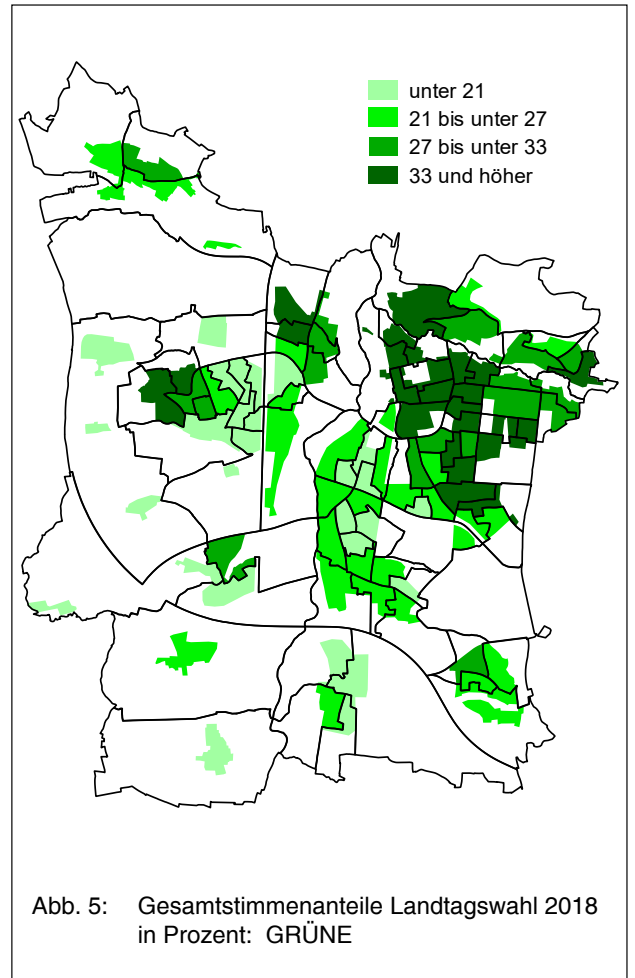 unter 21
21 bis unter 27
27 bis unter 33
33 und höher
Abb. 5: Gesamtstimmenanteile Landtagswahl 2018
in Prozent: GRÜNE